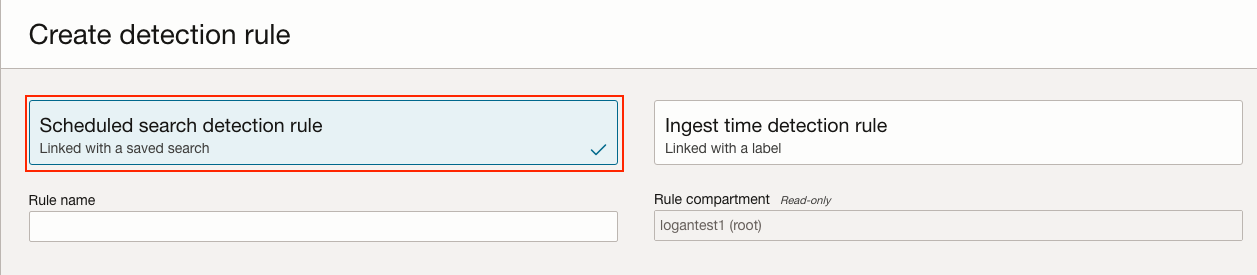 Create detection rule
Scheduled search detection rule
Linked with a saved search
Ingest time detection rule
Linked with a label
Rule name
Rule compartment Read-only
logantest1 (root)